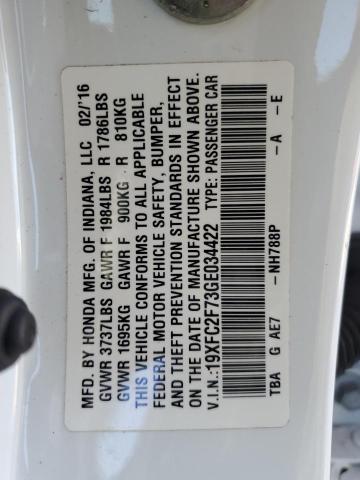 MFD. BY HONDA MFG. OF INDIANA, LLC 02/'16
GVWR 3737LBS GAWR F 1984LBS R 1786LBS
GVWR 1695KG GAWR F 900KG R 810KG
THIS VEHICLE CONFORMS TO ALL APPLICABLE
FEDERAL MOTOR VEHICLE SAFETY, BUMPER,
AND THEFT PREVENTION STANDARDS IN EFFECT
ON THE DATE OF MANUFACTURE SHOWN ABOVE.
V.I.N.:19XFC2F73GE034422 TYPE: PASSENGER CAR
TBA G AE7 -NH788P -A -E